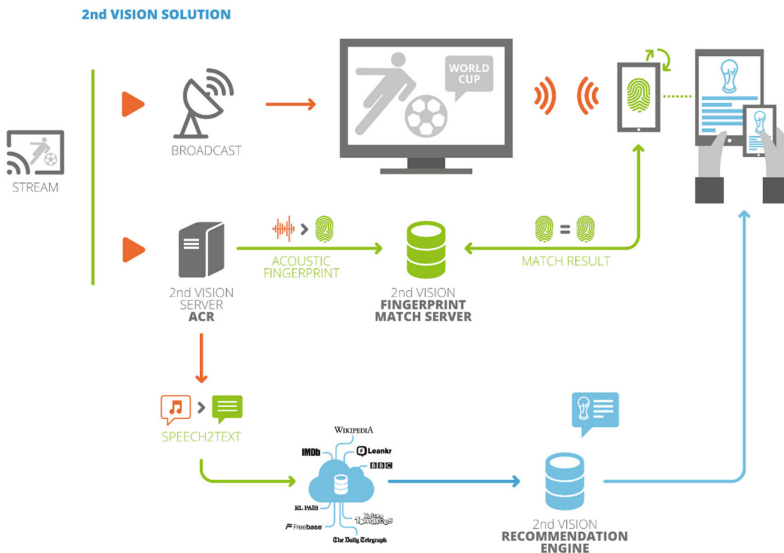 2nd VISION SOLUTION
WORLD
CUP
BROADCAST
STREAM
ACOUSTIC
FINGERPRINT
MATCH RESULT
2nd VISION
SERVER
ACR
2nd VISION
FINGERPRINT
MATCH SERVER
SPEECH2TEXT
WIKIPEDIA
IMDb
Leankr
BBC
EL PAÍS
Freebase
The Daily Telegraph
2nd VISION
RECOMMENDATION
ENGINE